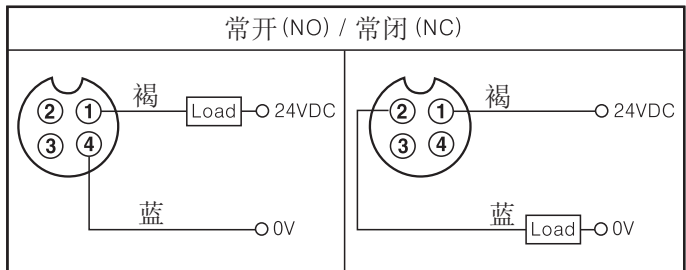 常开(NO) / 常闭(NC)
② ① 褐 Load 24VDC
③ ④
蓝 0V
② ① 褐 24VDC
③ ④
蓝 Load 0V